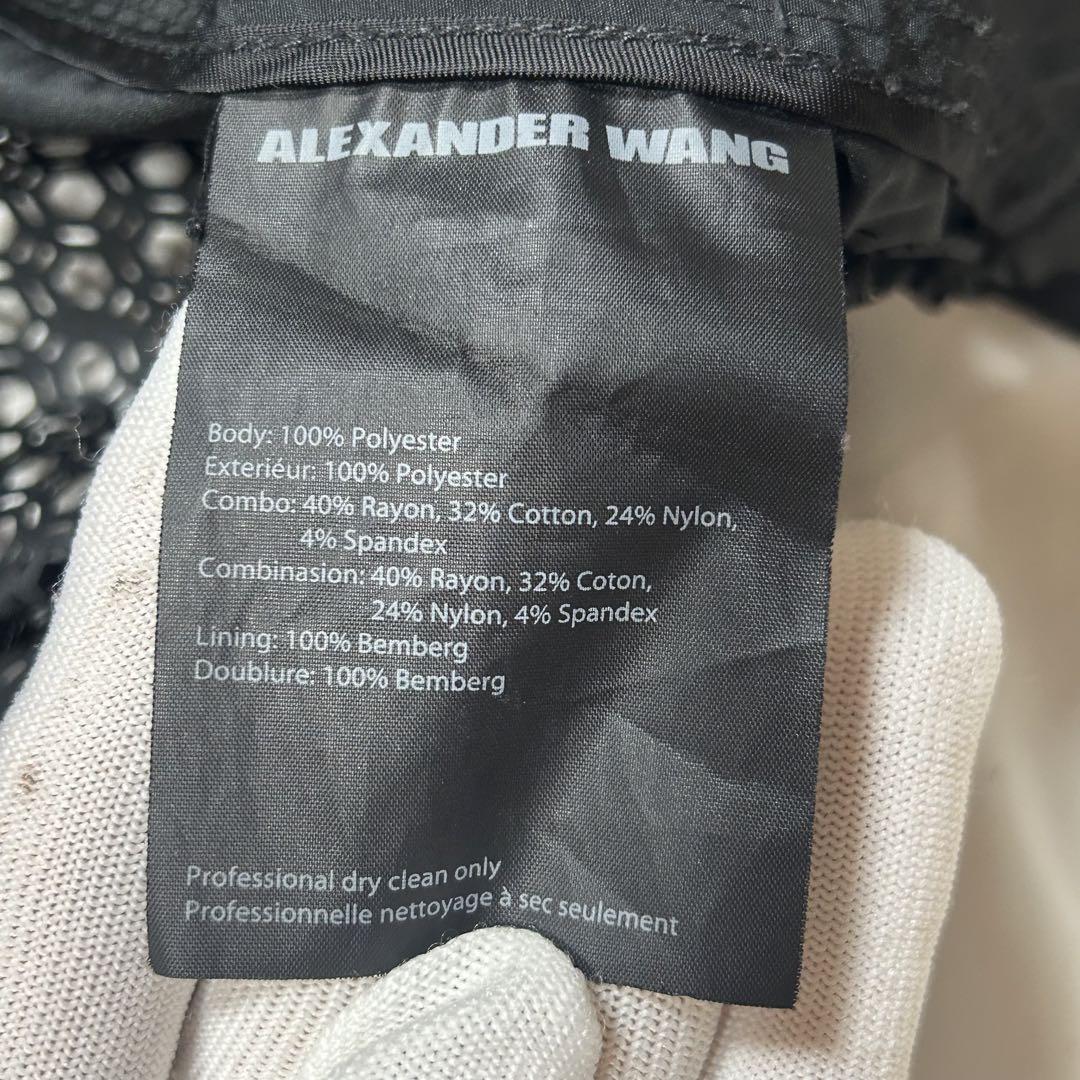 ALEXANDER WANG
Body: 100% Polyester
Exteriéur: 100% Polyester
Combo: 40% Rayon, 32% Cotton, 24% Nylon,
4% Spandex
Combinasion: 40% Rayon, 32% Coton,
24% Nylon, 4% Spandex
Lining: 100% Bemberg
Doublure: 100% Bemberg
Professional dry clean only
Professionnelle nettoyage à sec seulement